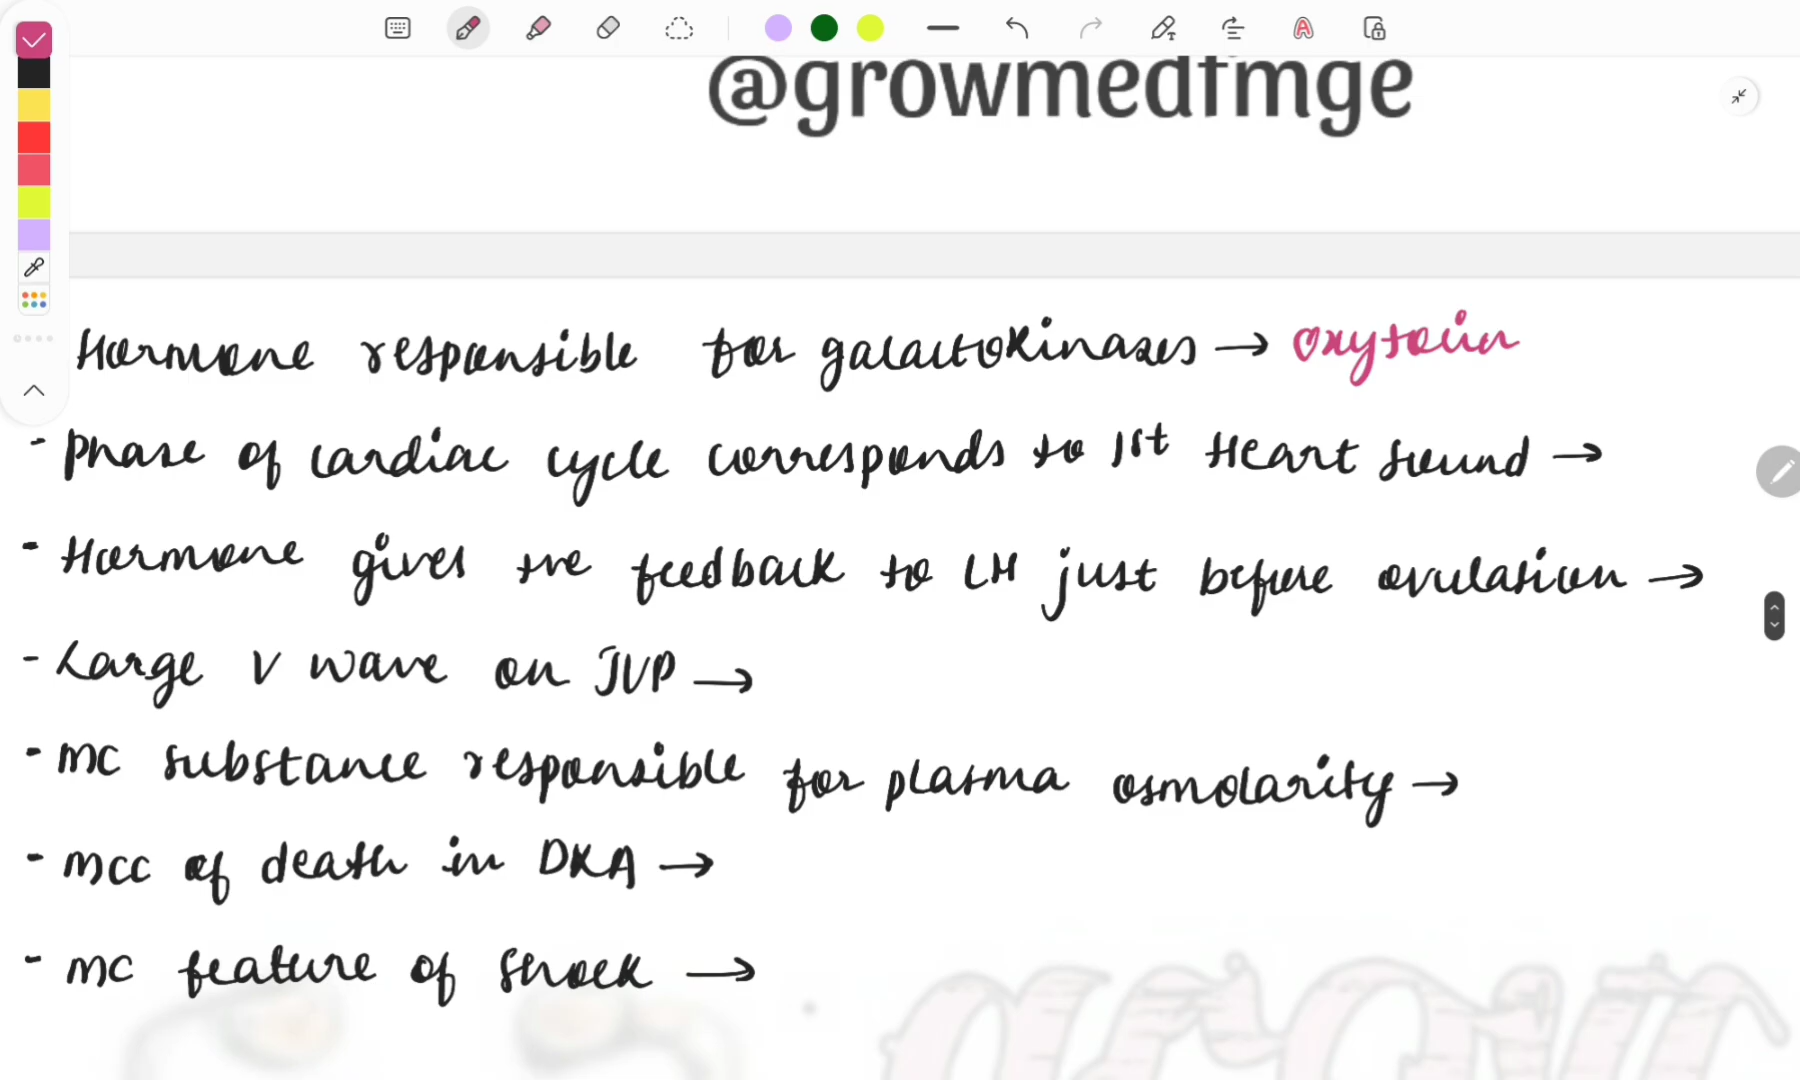 @growmedfmge
Hormone responsible for galactokinases → oxytocin
- Phase of cardiac cycle corresponds to 1st Heart sound →
- Hormone gives +ve feedback to LH just before ovulation →
- Large V wave on JVP →
- MC substance responsible for plasma osmolarity →
- MCC of death in DKA →
- MC feature of shock →